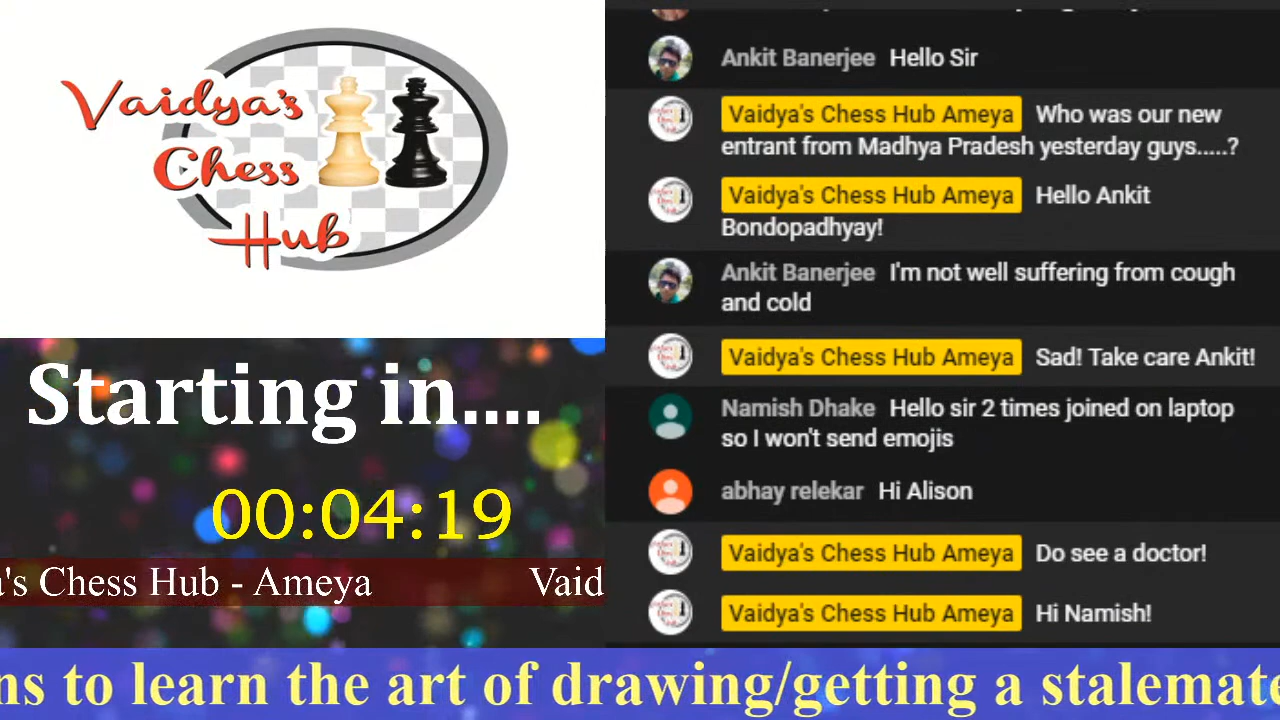 Vaidya's
Chess
Hub
Starting in....
00:04:19
's Chess Hub - Ameya Vaid
Ankit Banerjee Hello Sir
Vaidya's Chess Hub Ameya Who was our new
entrant from Madhya Pradesh yesterday guys.....?
Vaidya's Chess Hub Ameya Hello Ankit
Bondopadhyay!
Ankit Banerjee I'm not well suffering from cough
and cold
Vaidya's Chess Hub Ameya Sad! Take care Ankit!
Namish Dhake Hello sir 2 times joined on laptop
so I won't send emojis
abhay relekar Hi Alison
Vaidya's Chess Hub Ameya Do see a doctor!
Vaidya's Chess Hub Ameya Hi Namish!
ns to learn the art of drawing/getting a stalemate